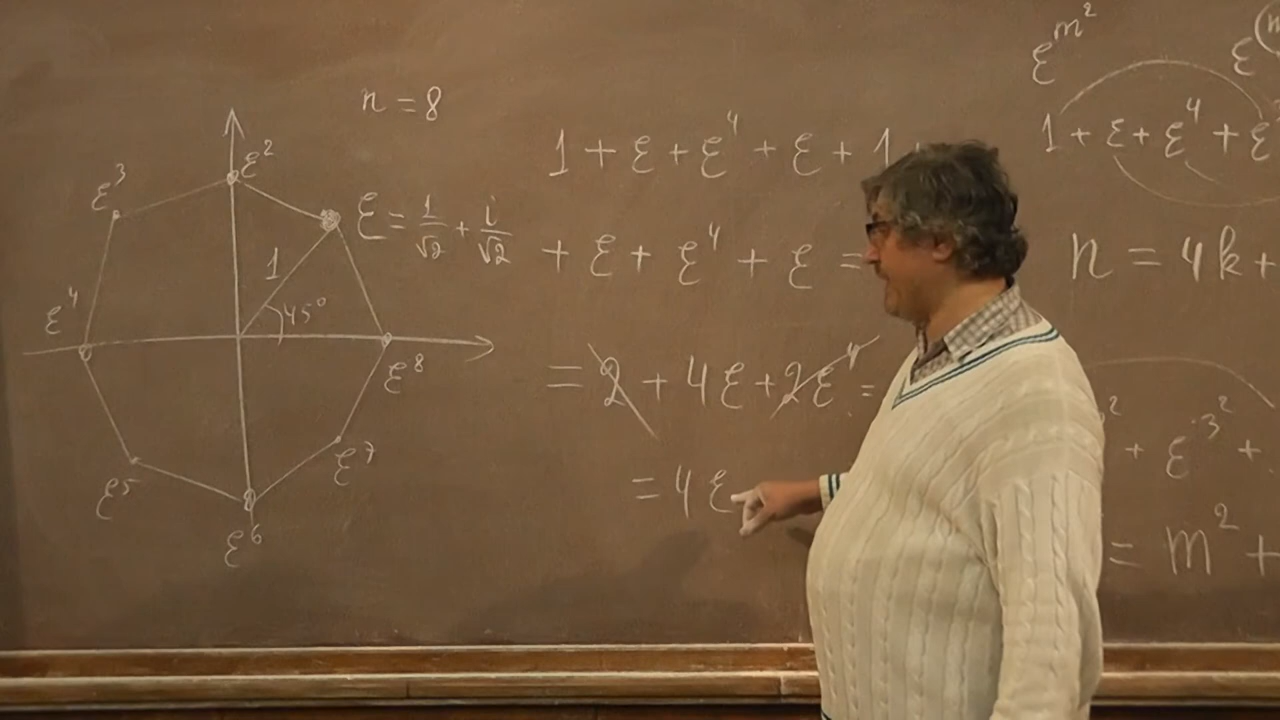 n = 8
ε²
ε³
ε = 1/√2 + i/√2
1
45°
ε⁴
ε⁸
ε⁷
ε⁵
ε⁶
1 + ε + ε⁴ + ε + 1
+ ε + ε⁴ + ε =
= 2 + 4ε + 2ε⁴ =
= 4ε
ε^m²
ε
1 + ε + ε⁴ + ε
n = 4k +
² + ε^3² +
= m² +